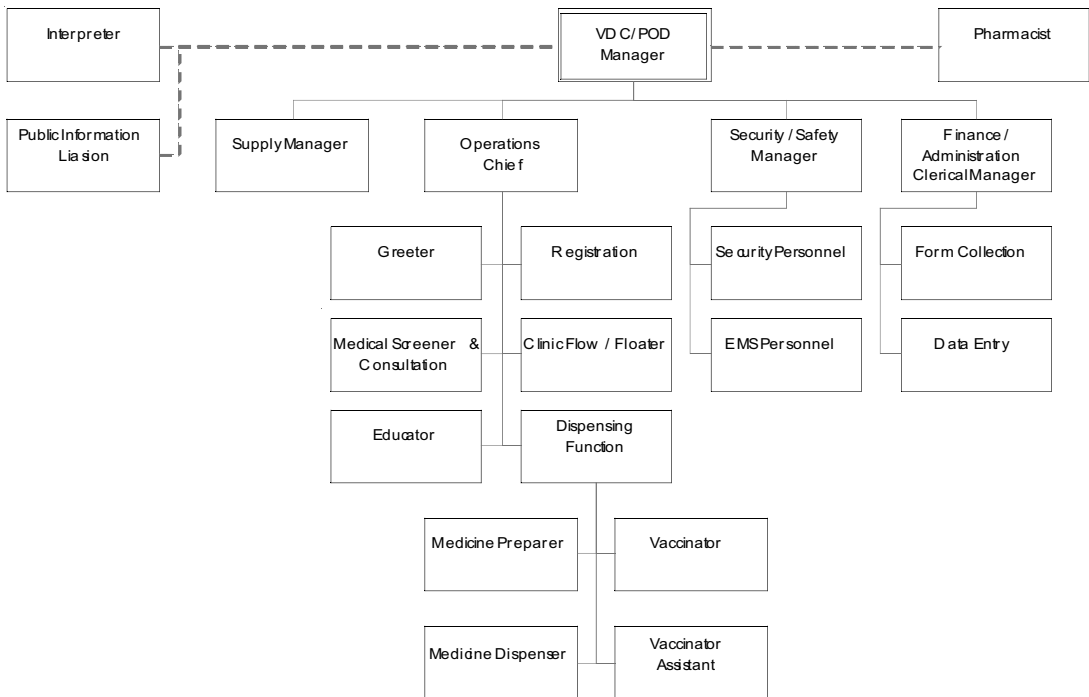 Interpreter
VDC/POD
Manager
Pharmacist
Public Information
Liasion
Supply Manager
Operations
Chief
Security / Safety
Manager
Finance /
Administration
Clerical Manager
Greeter
Registration
Security Personnel
Form Collection
Medical Screener &
Consultation
Clinic Flow / Floater
EMS Personnel
Data Entry
Educator
Dispensing
Function
Medicine Preparer
Vaccinator
Medicine Dispenser
Vaccinator
Assistant